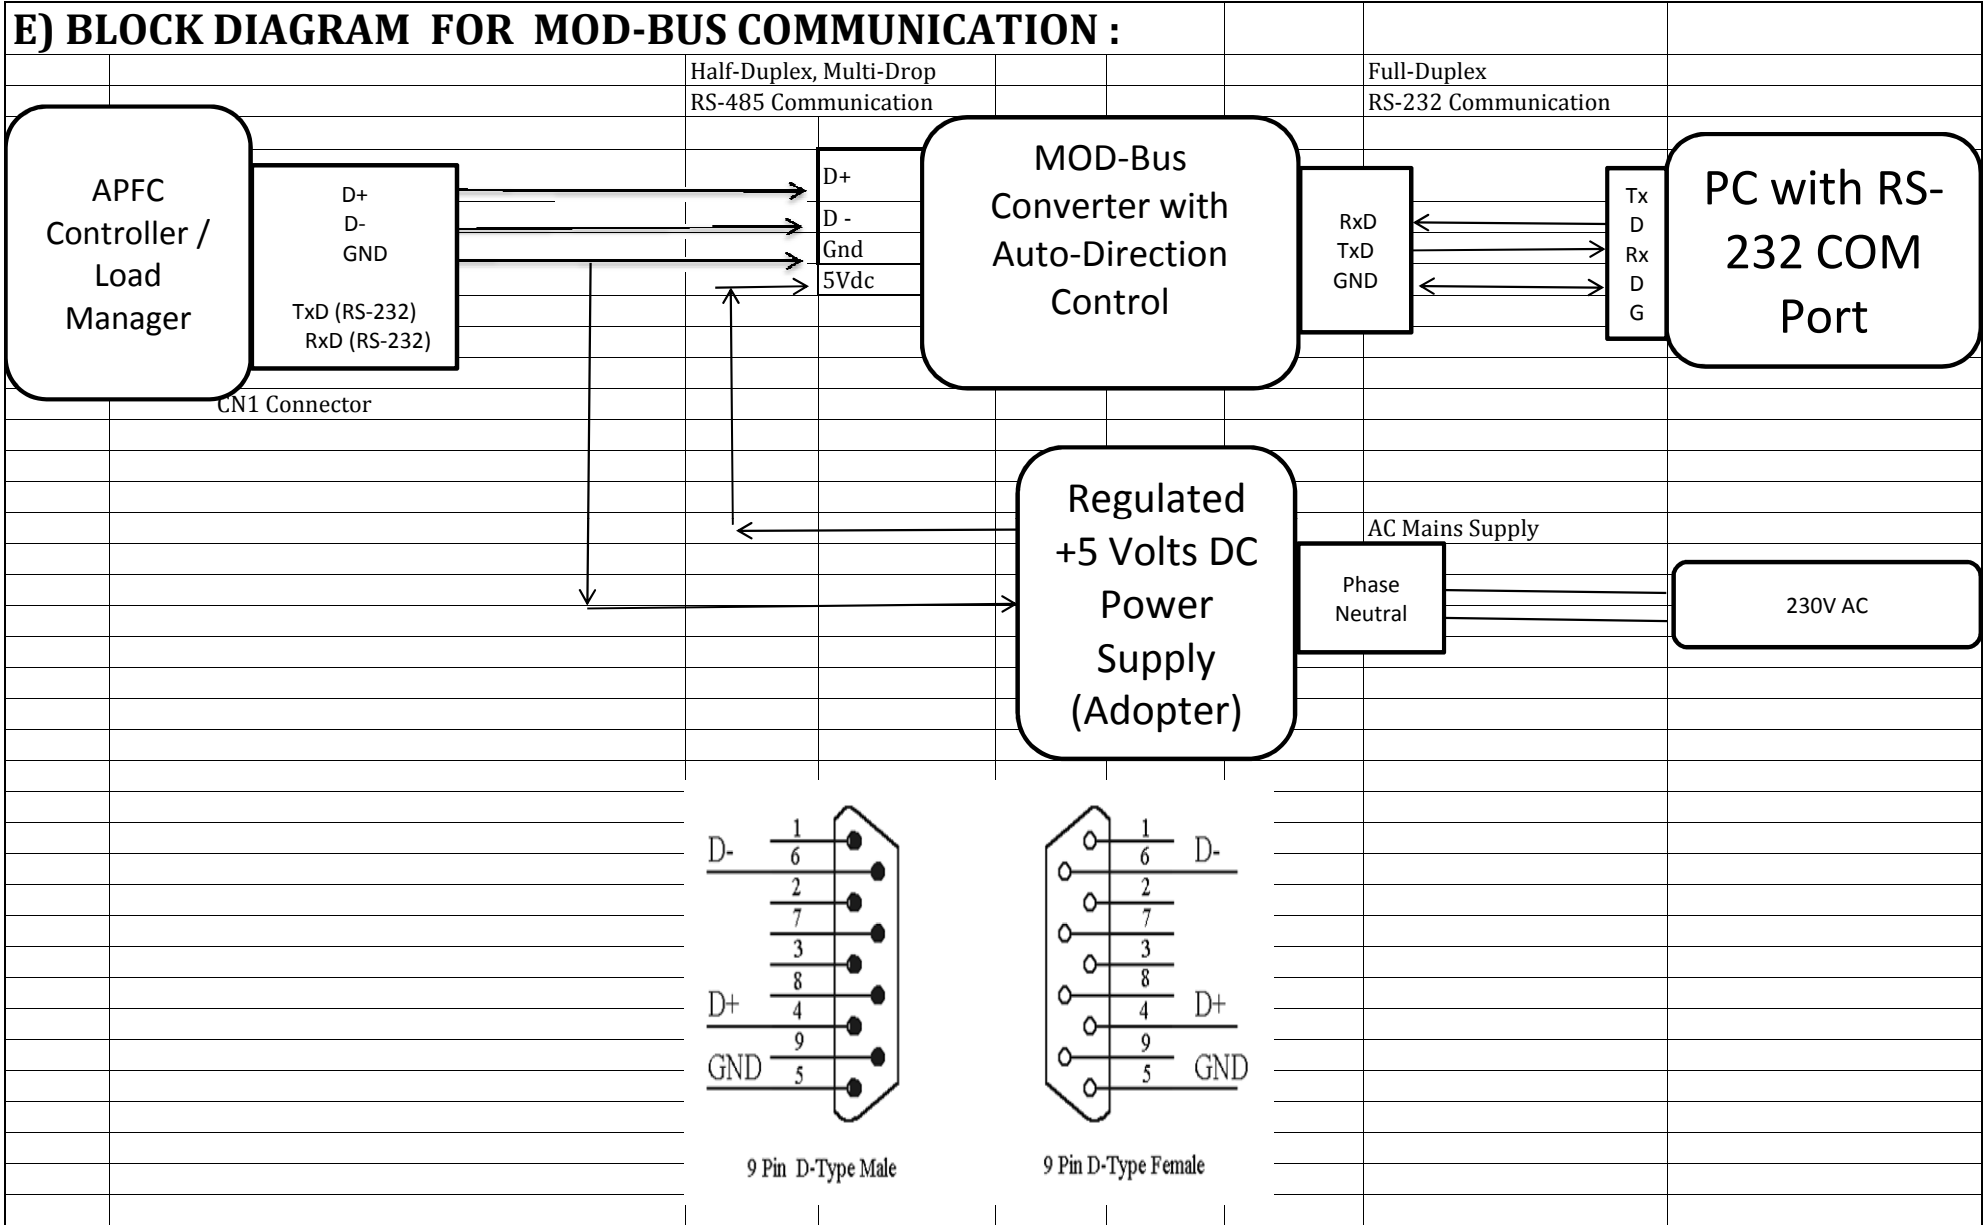 E) BLOCK DIAGRAM FOR MOD-BUS COMMUNICATION :
Half-Duplex, Multi-Drop
RS-485 Communication
Full-Duplex
RS-232 Communication
APFC
Controller /
Load
Manager
D+
D-
GND
TxD (RS-232)
RxD (RS-232)
CN1 Connector
D+
D -
Gnd
5Vdc
MOD-Bus
Converter with
Auto-Direction
Control
RxD
TxD
GND
Tx
D
Rx
D
G
PC with RS-
232 COM
Port
Regulated
+5 Volts DC
Power
Supply
(Adopter)
AC Mains Supply
Phase
Neutral
230V AC
1
D- 6
2
7
3
8
D+ 4
9
GND 5
9 Pin D-Type Male
1
6 D-
2
7
3
8
4 D+
9
5 GND
9 Pin D-Type Female